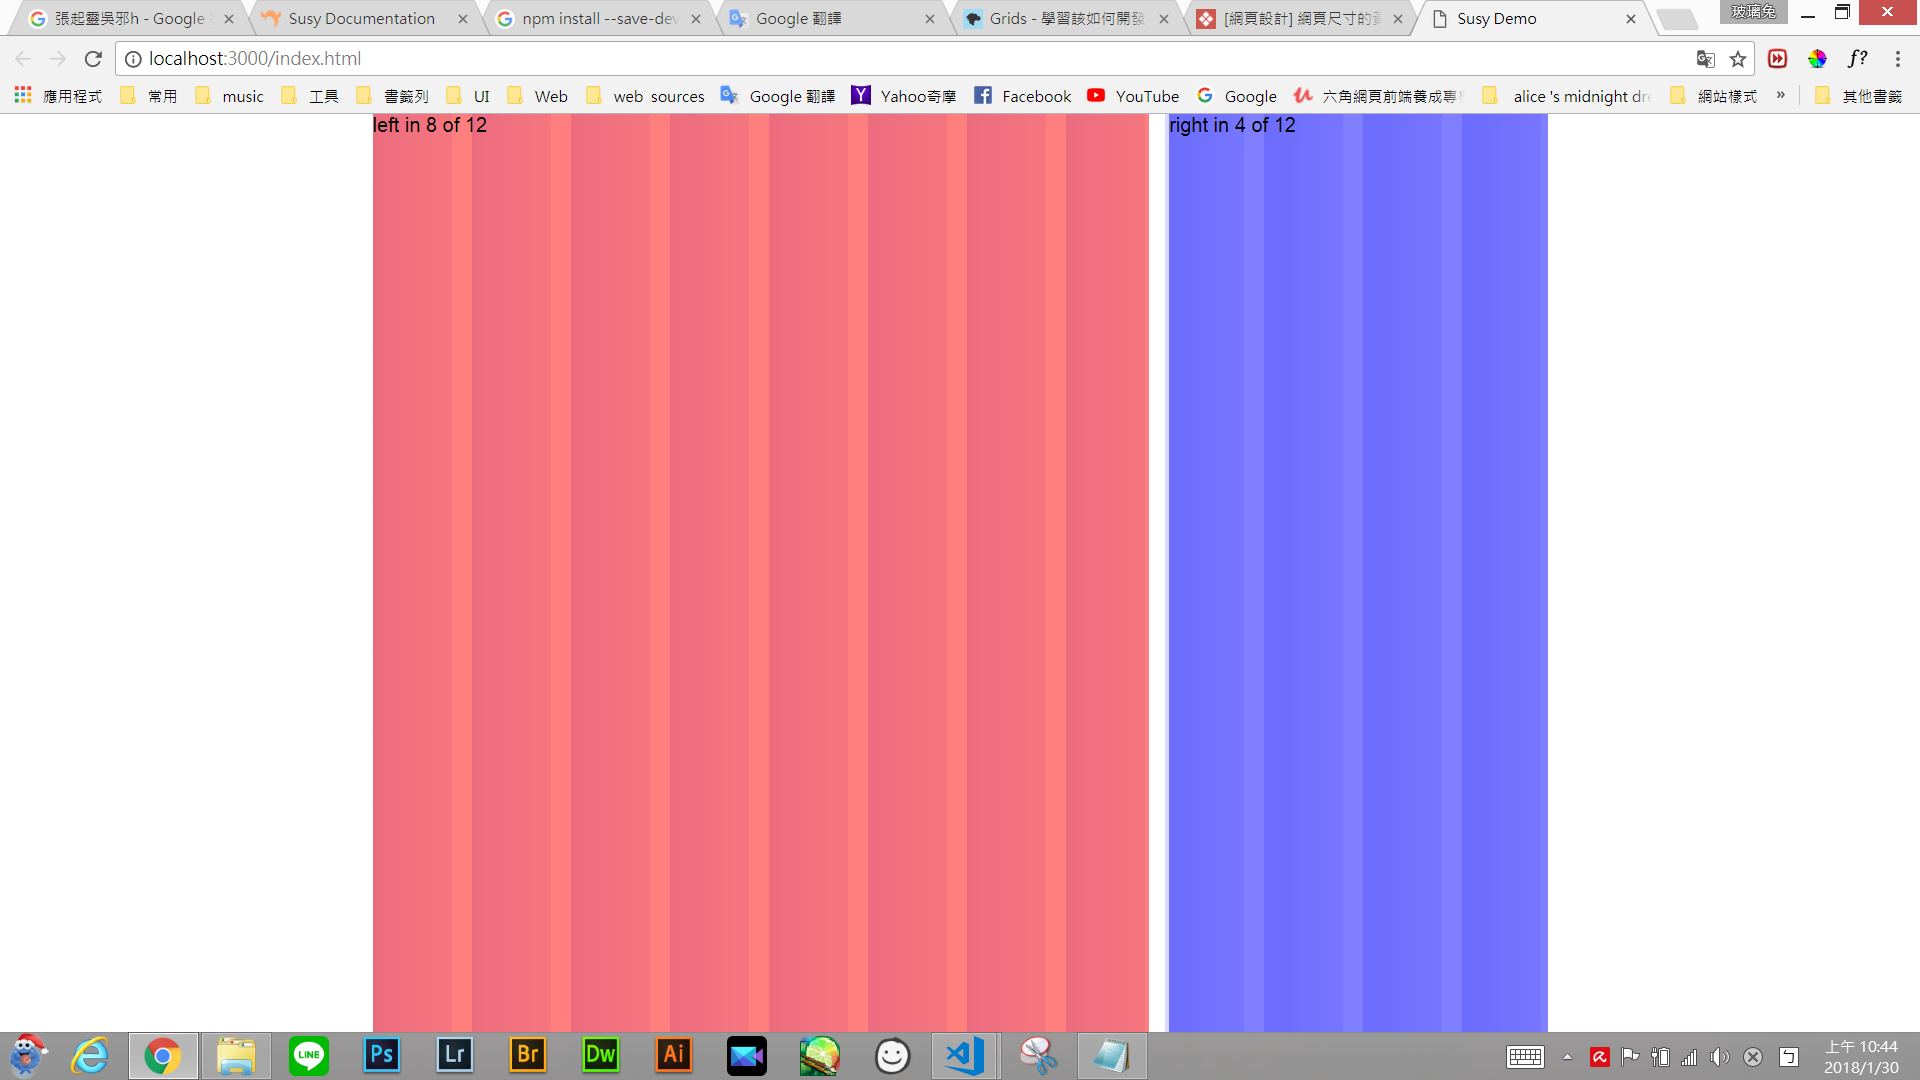 張起靈吳邪h - Google
Susy Documentation
npm install --save-dev
Google 翻譯
Grids - 學習該如何開發
[網頁設計] 網頁尺寸的
Susy Demo
玻璃兔
localhost:3000/index.html
f?
應用程式
常用
music
工具
書籤列
UI
Web
web sources
Google 翻譯
Yahoo奇摩
Facebook
YouTube
Google
六角網頁前端養成專
alice 's midnight dre
網站樣式
»
其他書籤
left in 8 of 12
right in 4 of 12
LINE
Ps
Lr
Br
Dw
Ai
ㄅ
上午 10:44
2018/1/30